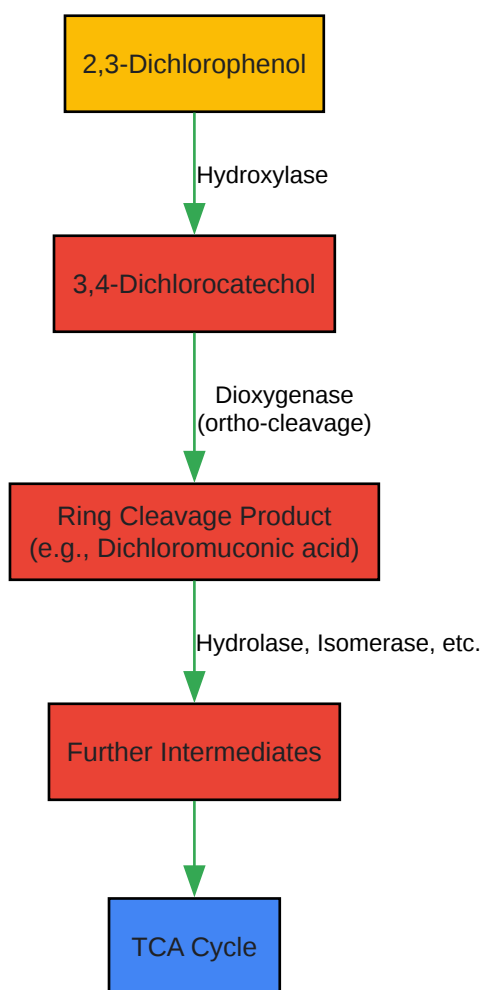 2,3-Dichlorophenol
Hydroxylase
3,4-Dichlorocatechol
Dioxygenase
(ortho-cleavage)
Ring Cleavage Product
(e.g., Dichloromuconic acid)
Hydrolase, Isomerase, etc.
Further Intermediates
TCA Cycle